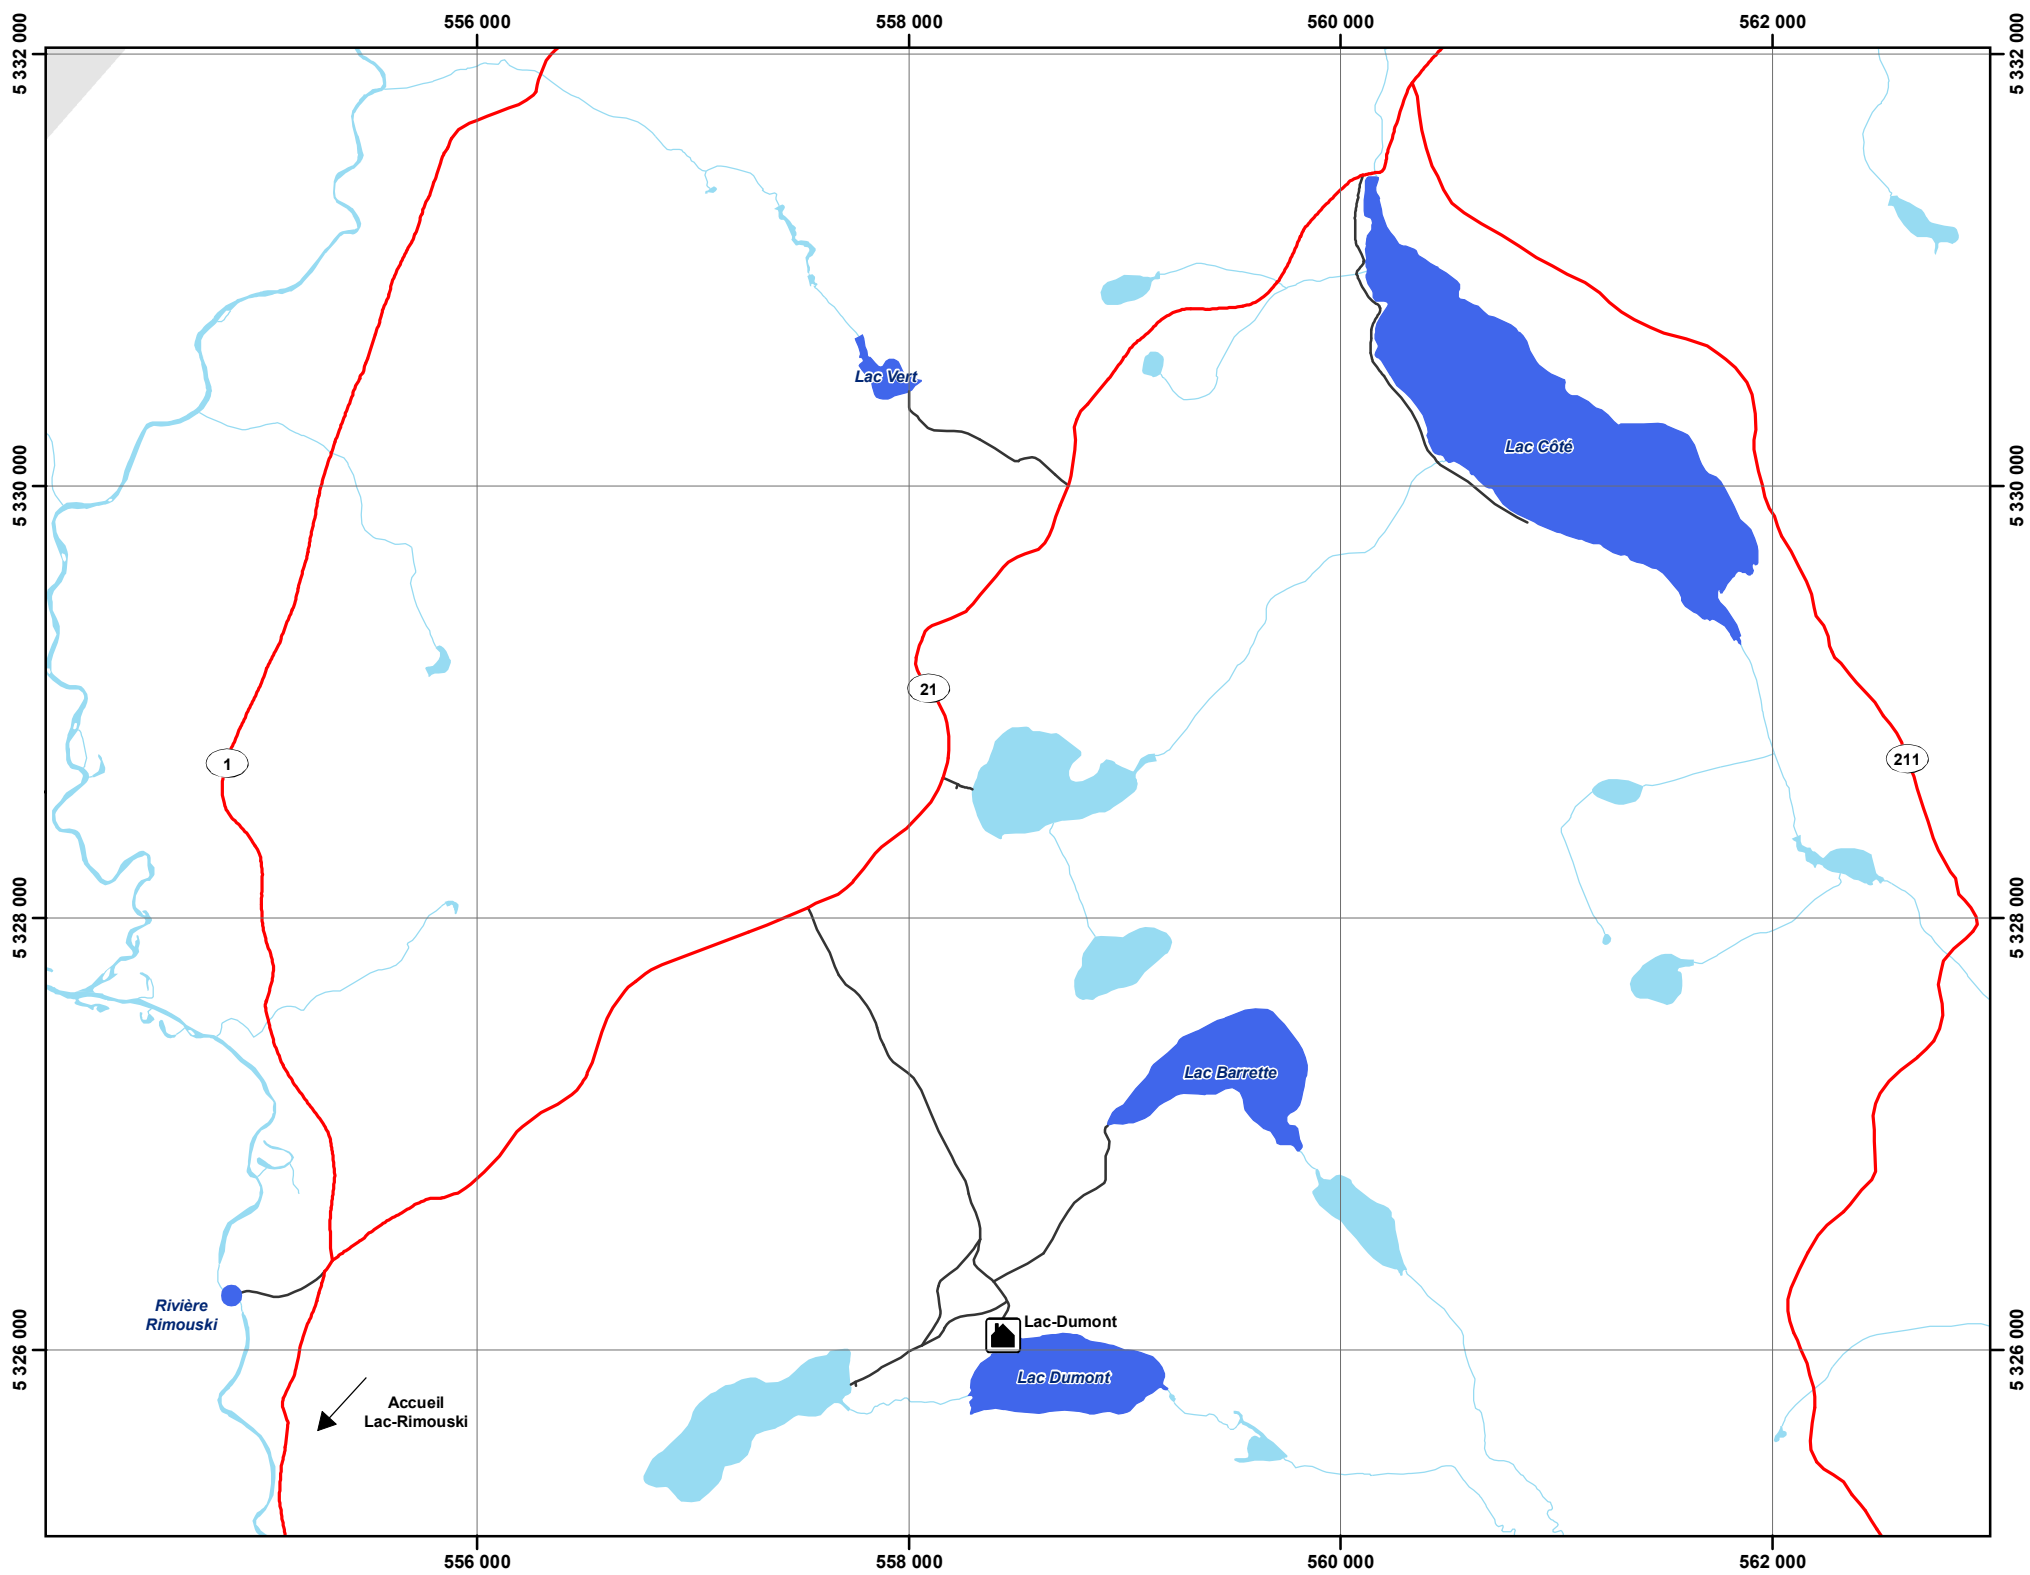 556 000
558 000
560 000
562 000
5 332 000
5 332 000
Lac Vert
Lac Côté
5 330 000
5 330 000
21
1
211
5 328 000
5 328 000
Lac Barrette
Rivière
Rimouski
Lac-Dumont
5 326 000
5 326 000
Lac Dumont
Accueil
Lac-Rimouski
556 000
558 000
560 000
562 000